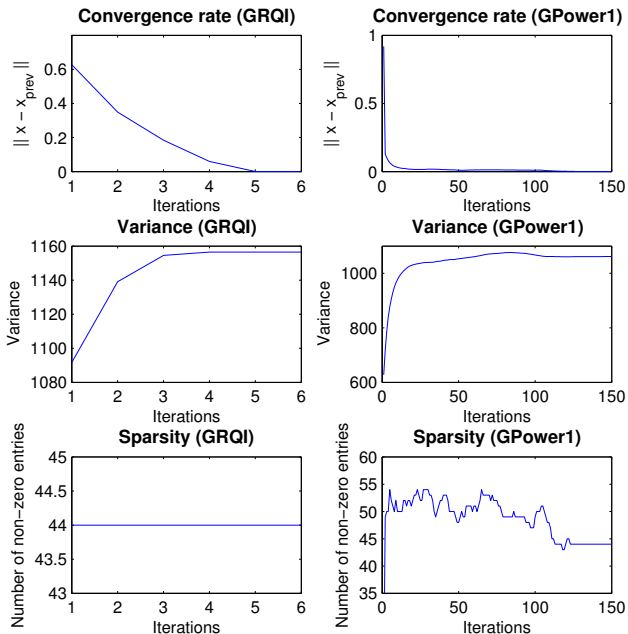 Convergence rate (GRQI)
|| x − x_prev ||
0.6
0.4
0.2
0
1 2 3 4 5 6
Iterations
Convergence rate (GPower1)
|| x − x_prev ||
1
0.5
0
0 50 100 150
Iterations
Variance (GRQI)
Variance
1160
1140
1120
1100
1080
1 2 3 4 5 6
Iterations
Variance (GPower1)
Variance
1000
800
600
0 50 100 150
Iterations
Sparsity (GRQI)
Number of non−zero entries
45
44.5
44
43.5
43
1 2 3 4 5 6
Iterations
Sparsity (GPower1)
Number of non−zero entries
60
55
50
45
40
35
0 50 100 150
Iterations